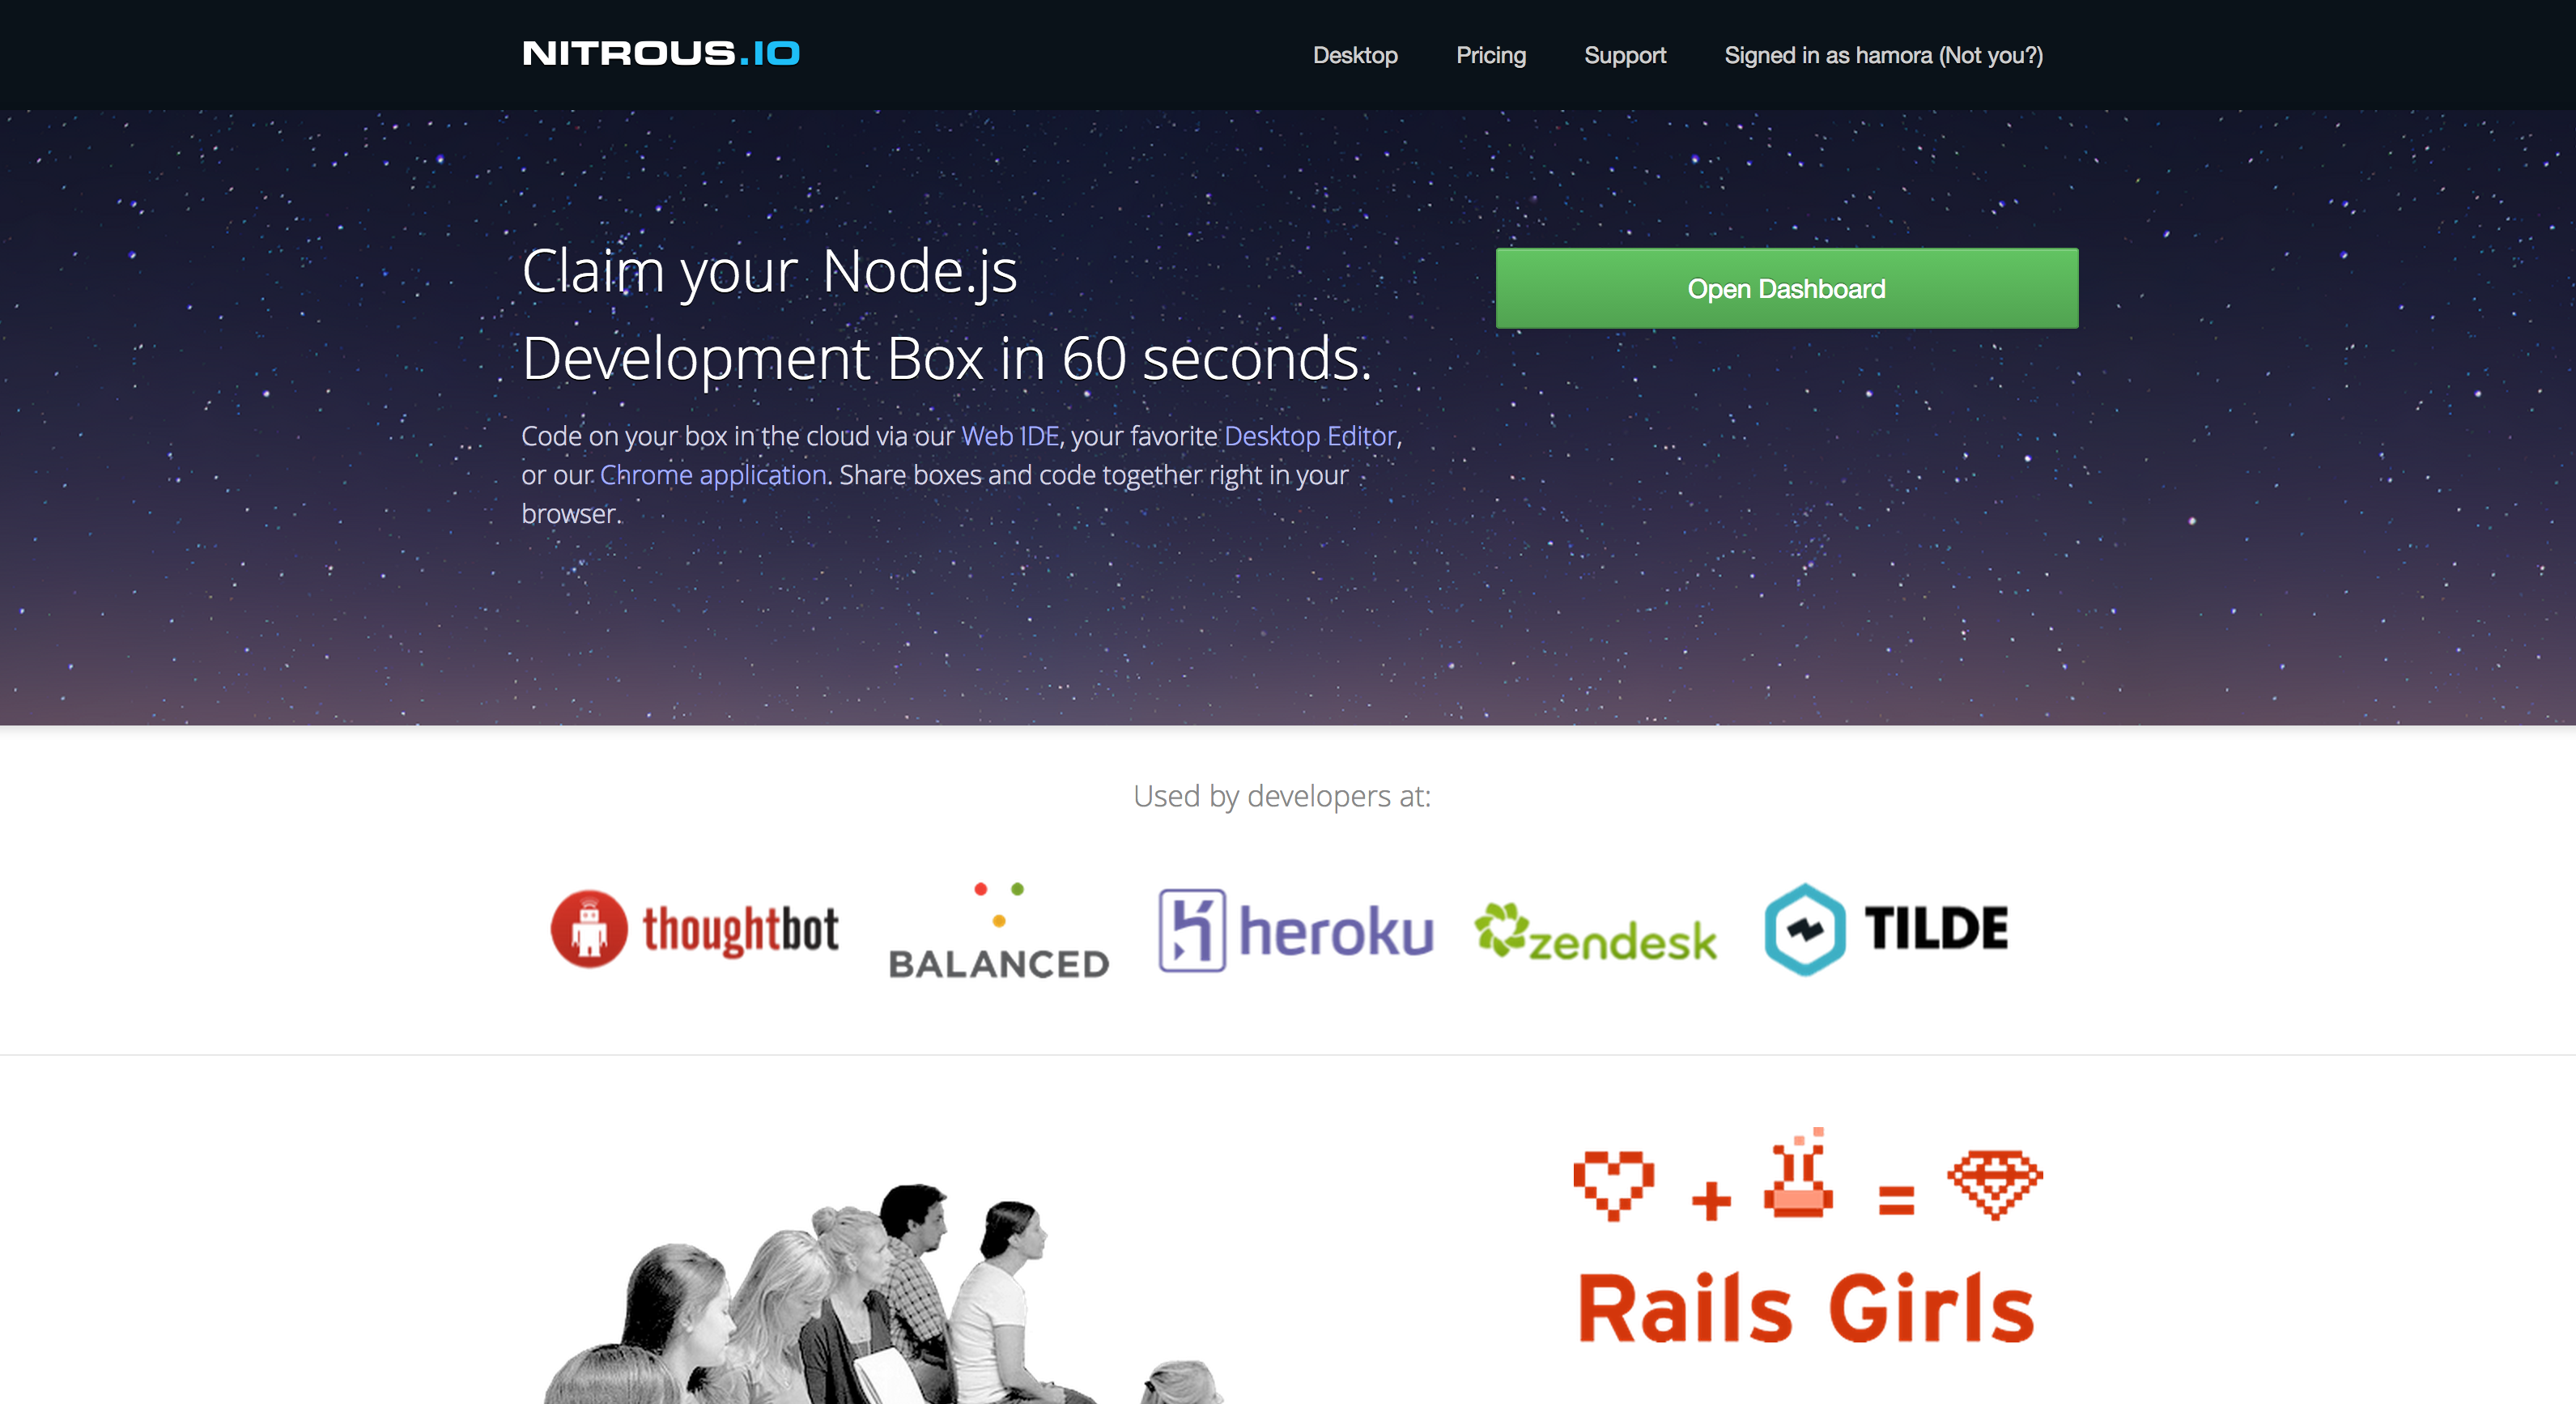 NITROUS.IO
Desktop Pricing Support Signed in as hamora (Not you?)
Claim your Node.js
Development Box in 60 seconds.
Open Dashboard
Code on your box in the cloud via our Web IDE, your favorite Desktop Editor,
or our Chrome application. Share boxes and code together right in your
browser.
Used by developers at:
thoughtbot
BALANCED
heroku
zendesk
TILDE
+ =
Rails Girls